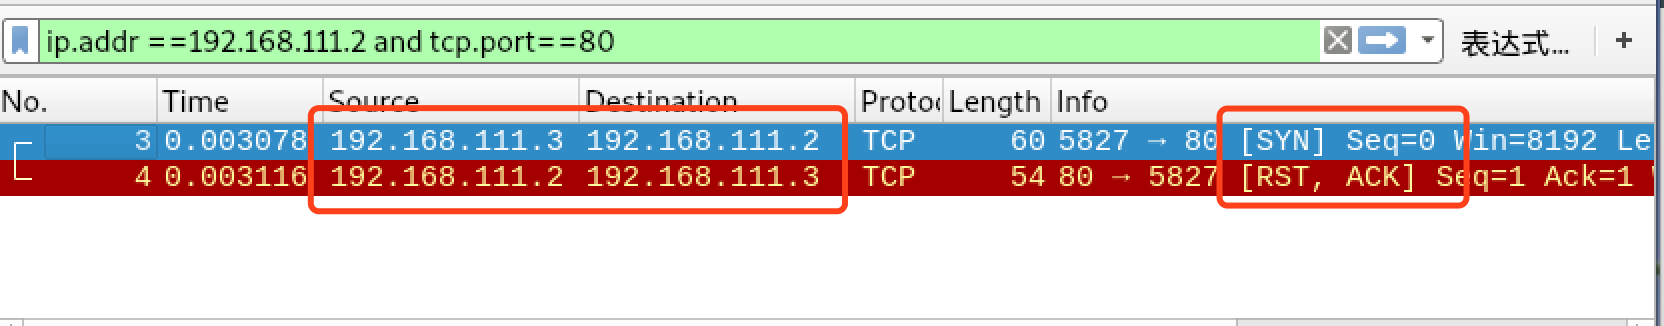 ip.addr ==192.168.111.2 and tcp.port==80 表达式… +
No. Time Source Destination Protoc Length Info
3 0.003078 192.168.111.3 192.168.111.2 TCP 60 5827 → 80 [SYN] Seq=0 Win=8192 Le
4 0.003116 192.168.111.2 192.168.111.3 TCP 54 80 → 5827 [RST, ACK] Seq=1 Ack=1